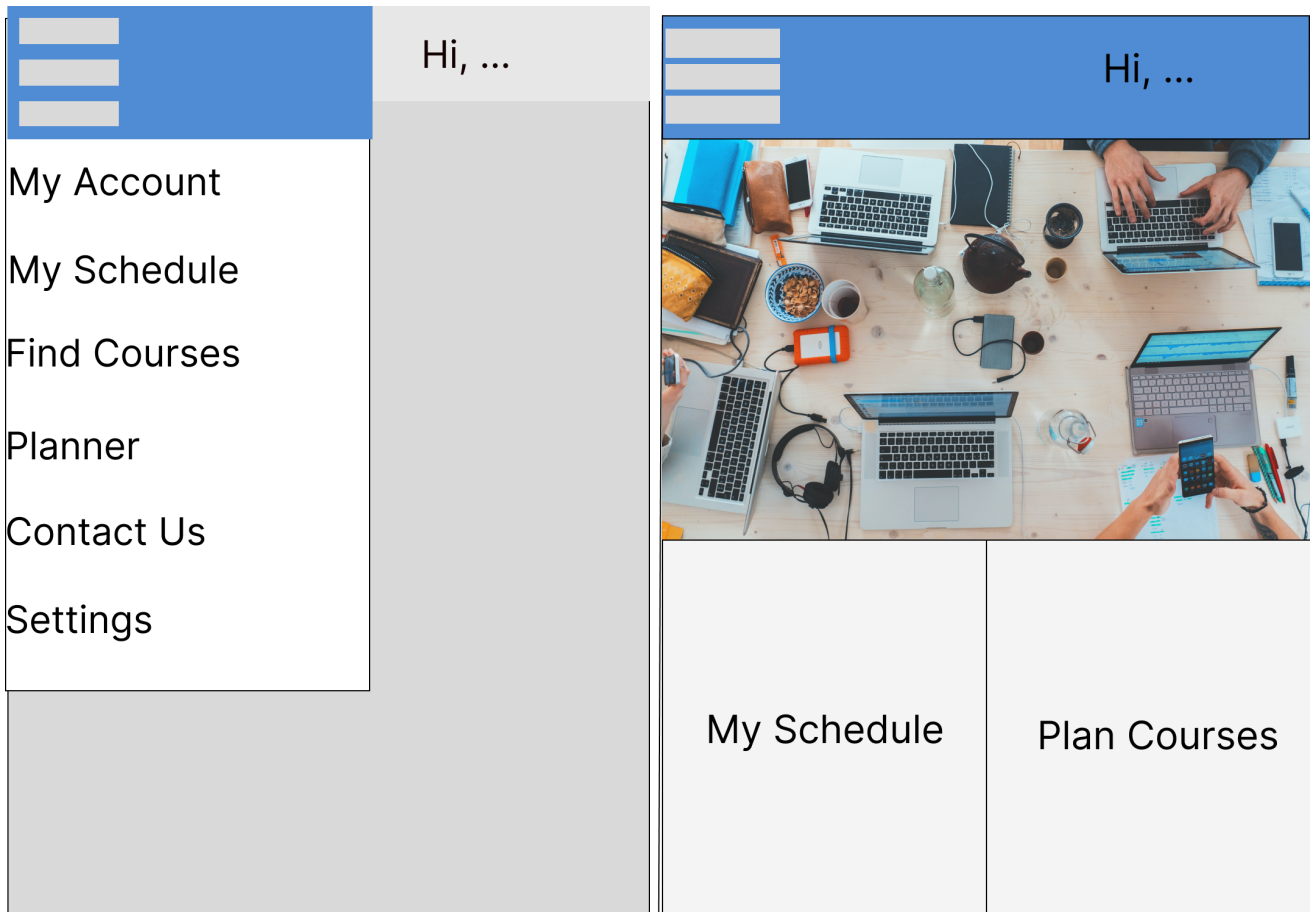 Hi, ...
My Account
My Schedule
Find Courses
Planner
Contact Us
Settings
Hi, ...
My Schedule
Plan Courses